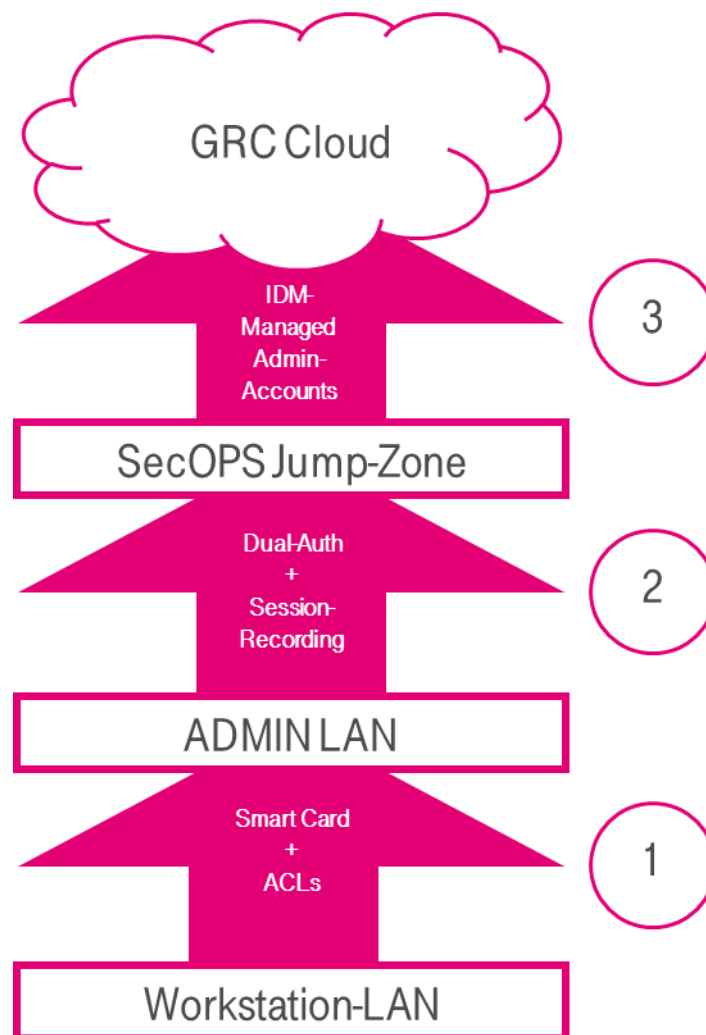 GRC Cloud
IDM-
Managed
Admin-
Accounts
3
SecOPS Jump-Zone
Dual-Auth
+
Session-
Recording
2
ADMIN LAN
Smart Card
+
ACLs
1
Workstation-LAN